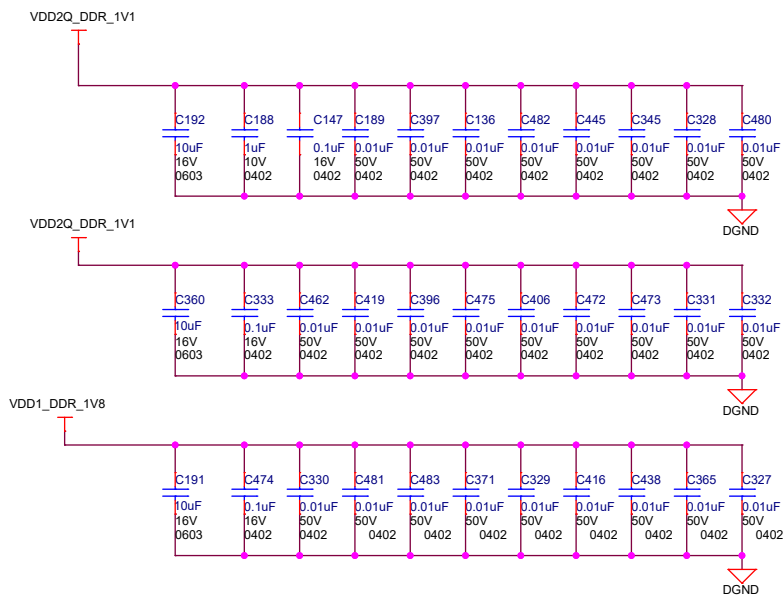 VDD2Q_DDR_1V1
C192 C188 C147 C189 C397 C136 C482 C445 C345 C328 C480
10uF 1uF 0.1uF 0.01uF 0.01uF 0.01uF 0.01uF 0.01uF 0.01uF 0.01uF 0.01uF
16V 10V 16V 50V 50V 50V 50V 50V 50V 50V 50V
0603 0402 0402 0402 0402 0402 0402 0402 0402 0402 0402
DGND
VDD2Q_DDR_1V1
C360 C333 C462 C419 C396 C475 C406 C472 C473 C331 C332
10uF 0.1uF 0.01uF 0.01uF 0.01uF 0.01uF 0.01uF 0.01uF 0.01uF 0.01uF 0.01uF
16V 16V 50V 50V 50V 50V 50V 50V 50V 50V 50V
0603 0402 0402 0402 0402 0402 0402 0402 0402 0402 0402
DGND
VDD1_DDR_1V8
C191 C474 C330 C481 C483 C371 C329 C416 C438 C365 C327
10uF 0.1uF 0.01uF 0.01uF 0.01uF 0.01uF 0.01uF 0.01uF 0.01uF 0.01uF 0.01uF
16V 16V 50V 50V 50V 50V 50V 50V 50V 50V 50V
0603 0402 0402 0402 0402 0402 0402 0402 0402 0402 0402
DGND